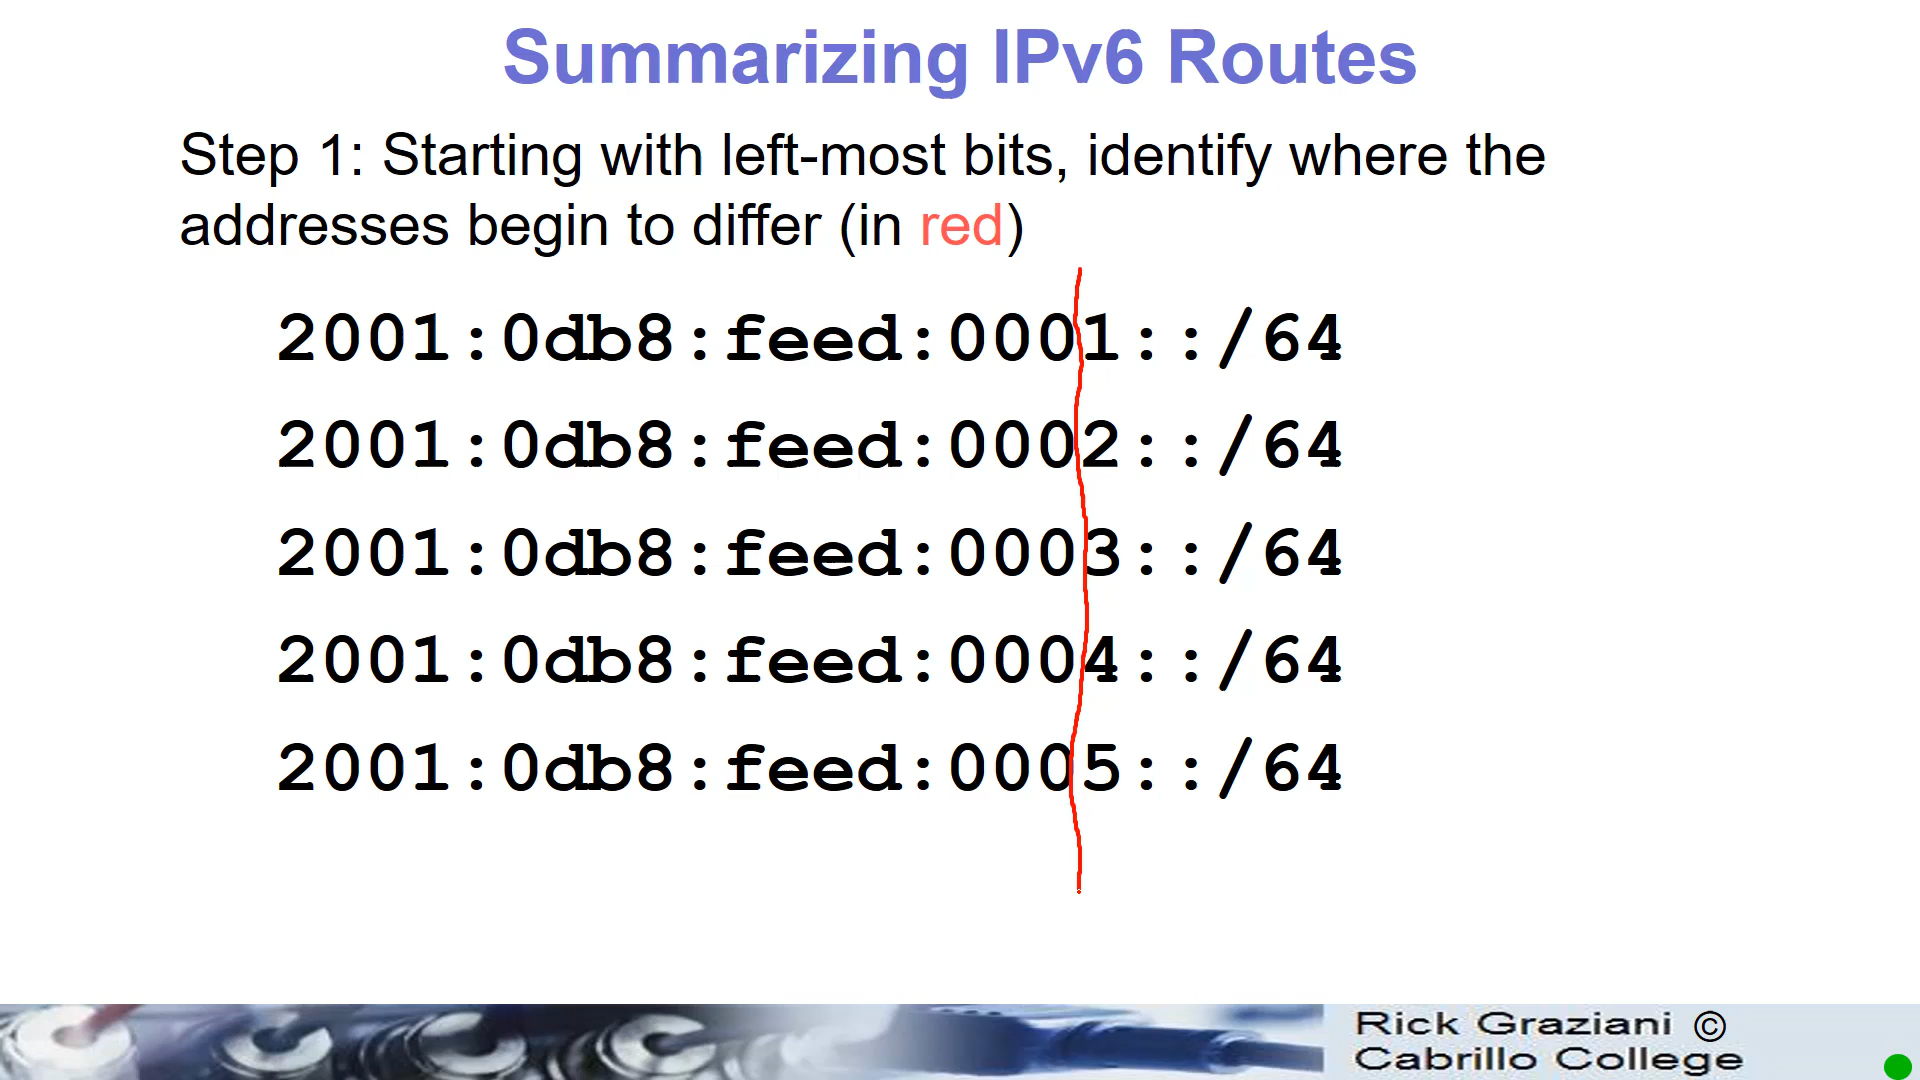 Summarizing IPv6 Routes
Step 1: Starting with left-most bits, identify where the
addresses begin to differ (in red)
2001:0db8:feed:0001::/64
2001:0db8:feed:0002::/64
2001:0db8:feed:0003::/64
2001:0db8:feed:0004::/64
2001:0db8:feed:0005::/64
Rick Graziani ©
Cabrillo College